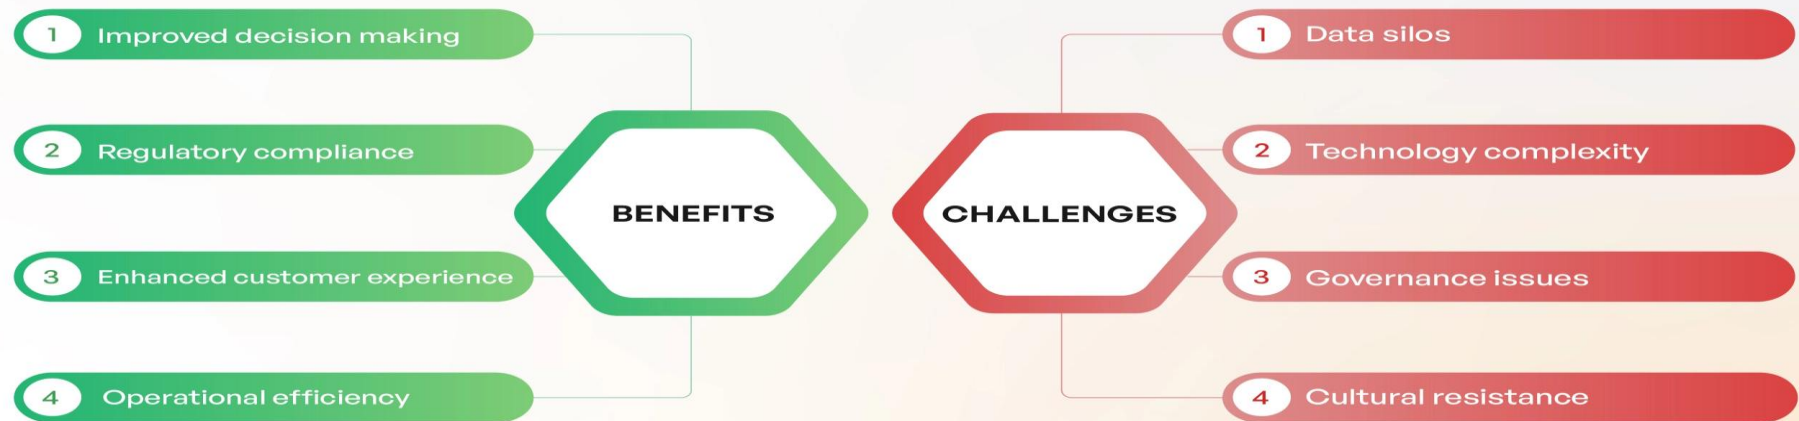 1 Improved decision making
2 Regulatory compliance
3 Enhanced customer experience
4 Operational efficiency
BENEFITS
CHALLENGES
1 Data silos
2 Technology complexity
3 Governance issues
4 Cultural resistance